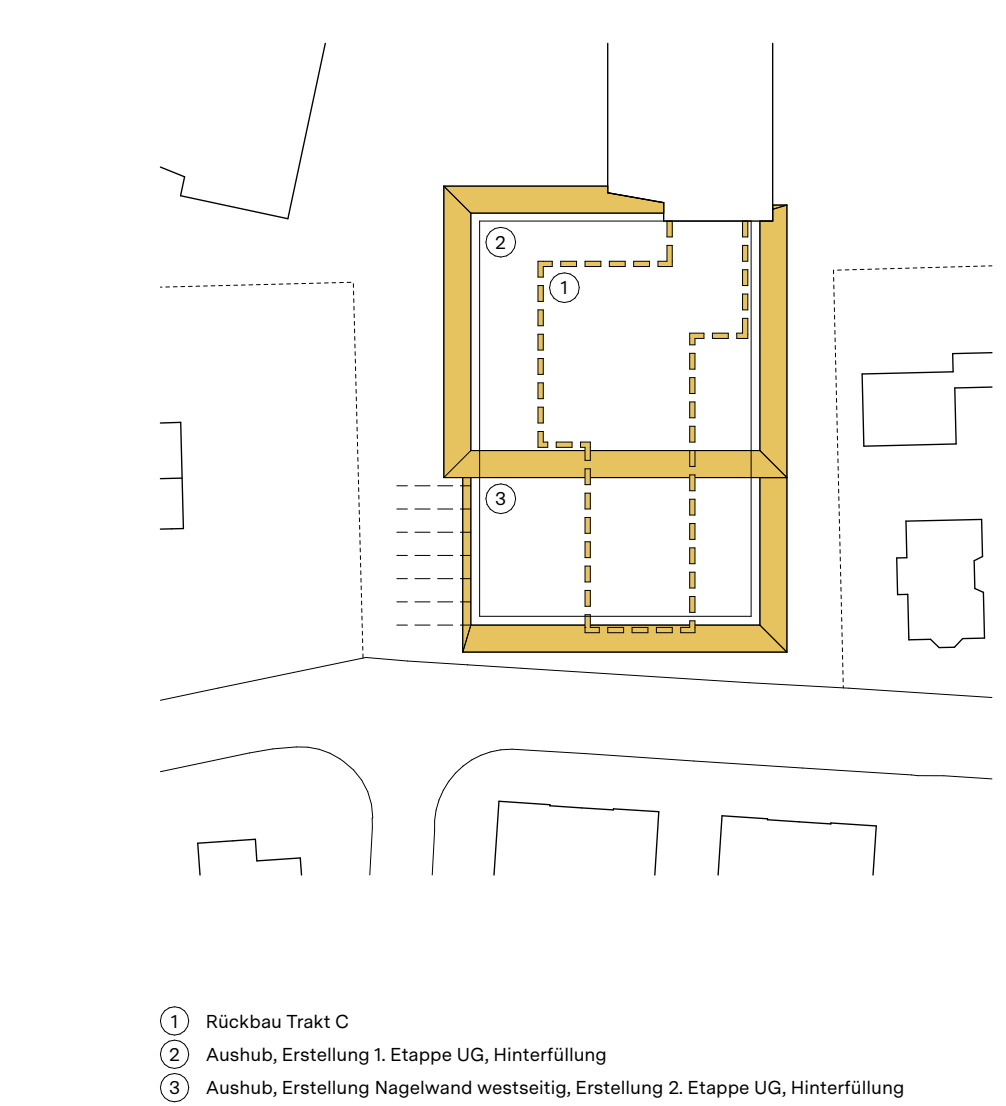 2
1
3
1 Rückbau Trakt C
2 Aushub, Erstellung 1. Etappe UG, Hinterfüllung
3 Aushub, Erstellung Nagelwand westseitig, Erstellung 2. Etappe UG, Hinterfüllung